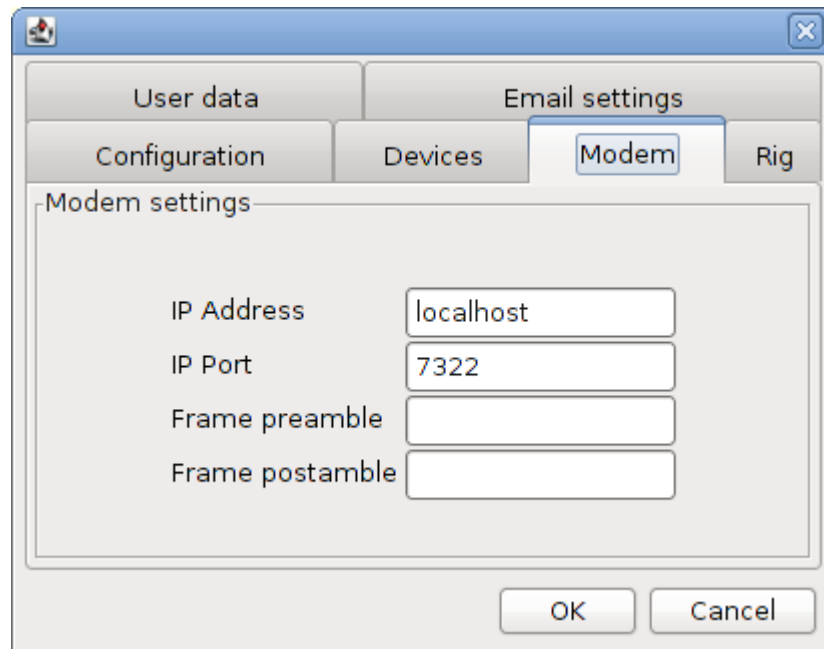 User data Email settings
Configuration Devices Modem Rig
Modem settings
IP Address localhost
IP Port 7322
Frame preamble
Frame postamble
OK Cancel